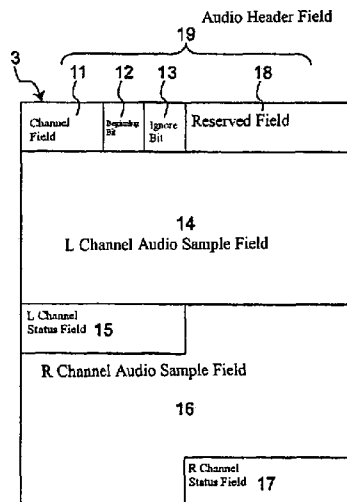 Audio Header Field
19
3
11
12
13
18
Channel
Field
Beginning
Bit
Ignore
Bit
Reserved Field
14
L Channel Audio Sample Field
L Channel
Status Field 15
R Channel Audio Sample Field
16
R Channel
Status Field 17